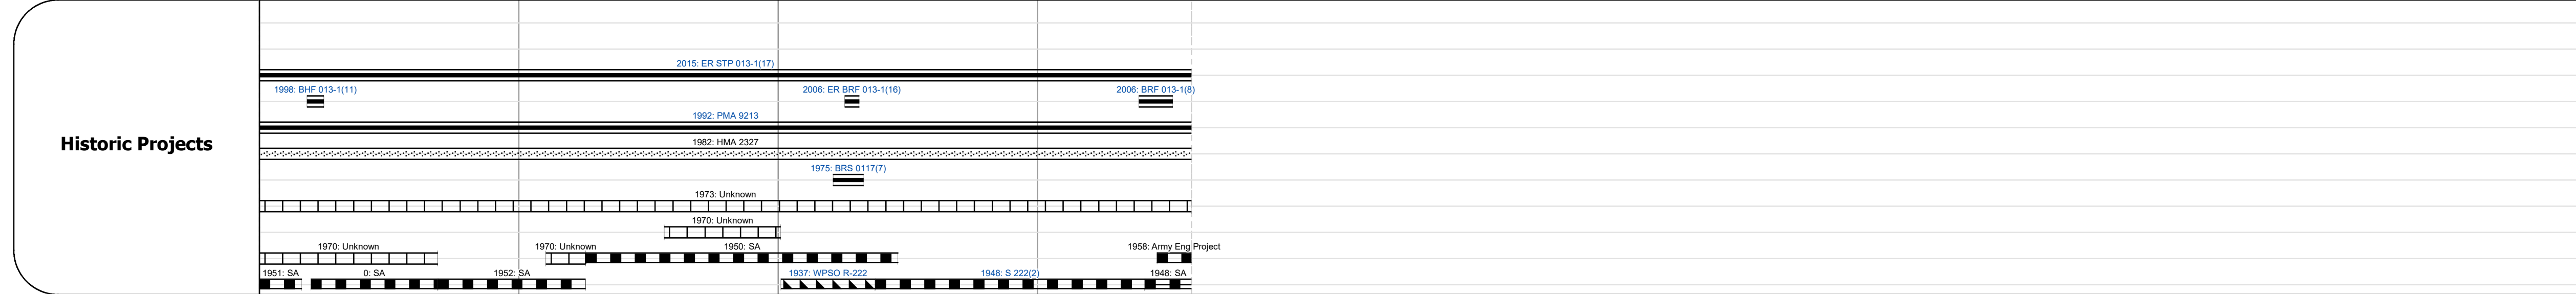 2015: ER STP 013-1(17)
1998: BHF 013-1(11)
2006: ER BRF 013-1(16)
2006: BRF 013-1(8)
1992: PMA 9213
Historic Projects
1982: HMA 2327
1975: BRS 0117(7)
1973: Unknown
1970: Unknown
1970: Unknown
1970: Unknown
1950: SA
1958: Army Eng Project
1951: SA
0: SA
1952: SA
1937: WPSO R-222
1948: S 222(2)
1948: SA